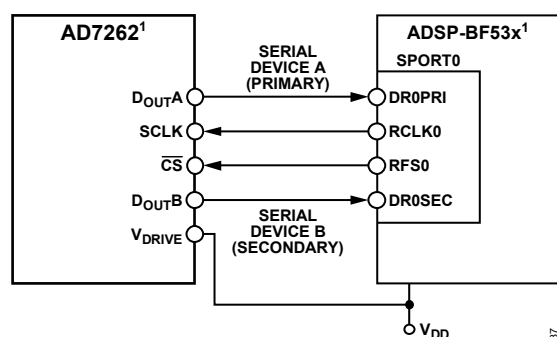 AD7262¹
ADSP-BF53x¹
SERIAL
DEVICE A
(PRIMARY)
SPORT0
DOUTA
DR0PRI
SCLK
RCLK0
CS
RFS0
DOUTB
DR0SEC
SERIAL
DEVICE B
(SECONDARY)
VDRIVE
VDD